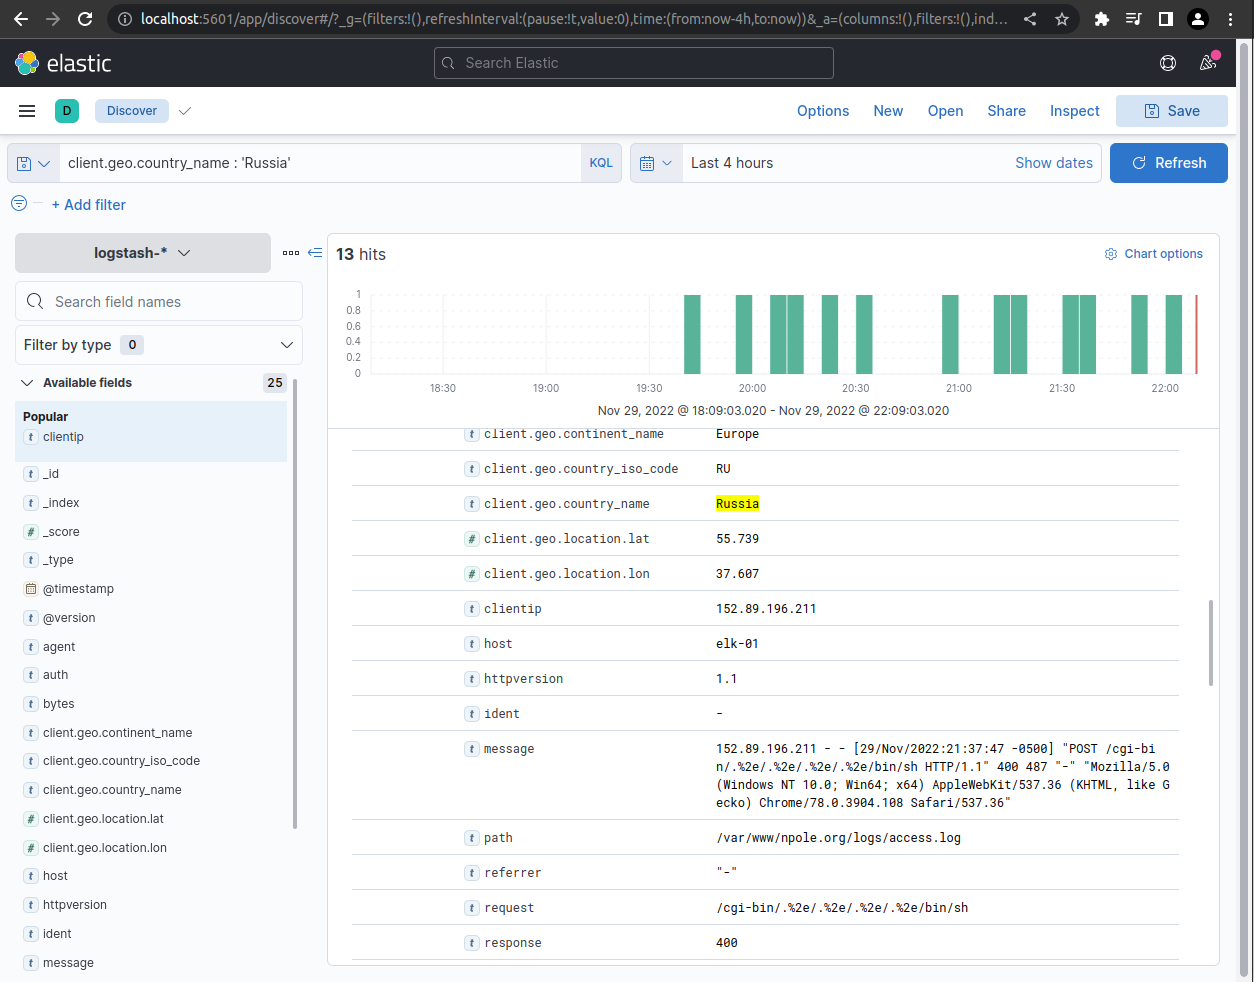 localhost:5601/app/discover#/?_g=(filters:!(),refreshInterval:(pause:!t,value:0),time:(from:now-4h,to:now))&_a=(columns:!(),filters:!(),ind...
elastic
Search Elastic
D
Discover
Options
New
Open
Share
Inspect
Save
client.geo.country_name : 'Russia'
KQL
Last 4 hours
Show dates
Refresh
+ Add filter
logstash-*
Search field names
Filter by type 0
Available fields 25
Popular
t clientip
t _id
t _index
# _score
t _type
@timestamp
t @version
t agent
t auth
t bytes
t client.geo.continent_name
t client.geo.country_iso_code
t client.geo.country_name
# client.geo.location.lat
# client.geo.location.lon
t host
t httpversion
t ident
t message
13 hits
Chart options
1
0.8
0.6
0.4
0.2
0
18:30 19:00 19:30 20:00 20:30 21:00 21:30 22:00
Nov 29, 2022 @ 18:09:03.020 - Nov 29, 2022 @ 22:09:03.020
t client.geo.continent_name Europe
t client.geo.country_iso_code RU
t client.geo.country_name Russia
# client.geo.location.lat 55.739
# client.geo.location.lon 37.607
t clientip 152.89.196.211
t host elk-01
t httpversion 1.1
t ident -
t message 152.89.196.211 - - [29/Nov/2022:21:37:47 -0500] "POST /cgi-bi
n/.%2e/.%2e/.%2e/.%2e/bin/sh HTTP/1.1" 400 487 "-" "Mozilla/5.0
(Windows NT 10.0; Win64; x64) AppleWebKit/537.36 (KHTML, like G
ecko) Chrome/78.0.3904.108 Safari/537.36"
t path /var/www/npole.org/logs/access.log
t referrer "-"
t request /cgi-bin/.%2e/.%2e/.%2e/.%2e/bin/sh
t response 400